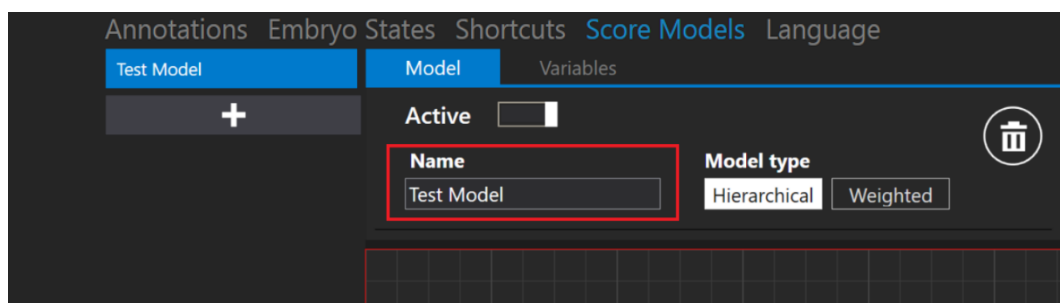 Annotations Embryo States Shortcuts Score Models Language
Test Model
Model Variables
+
Active
Name
Model type
Test Model
Hierarchical Weighted